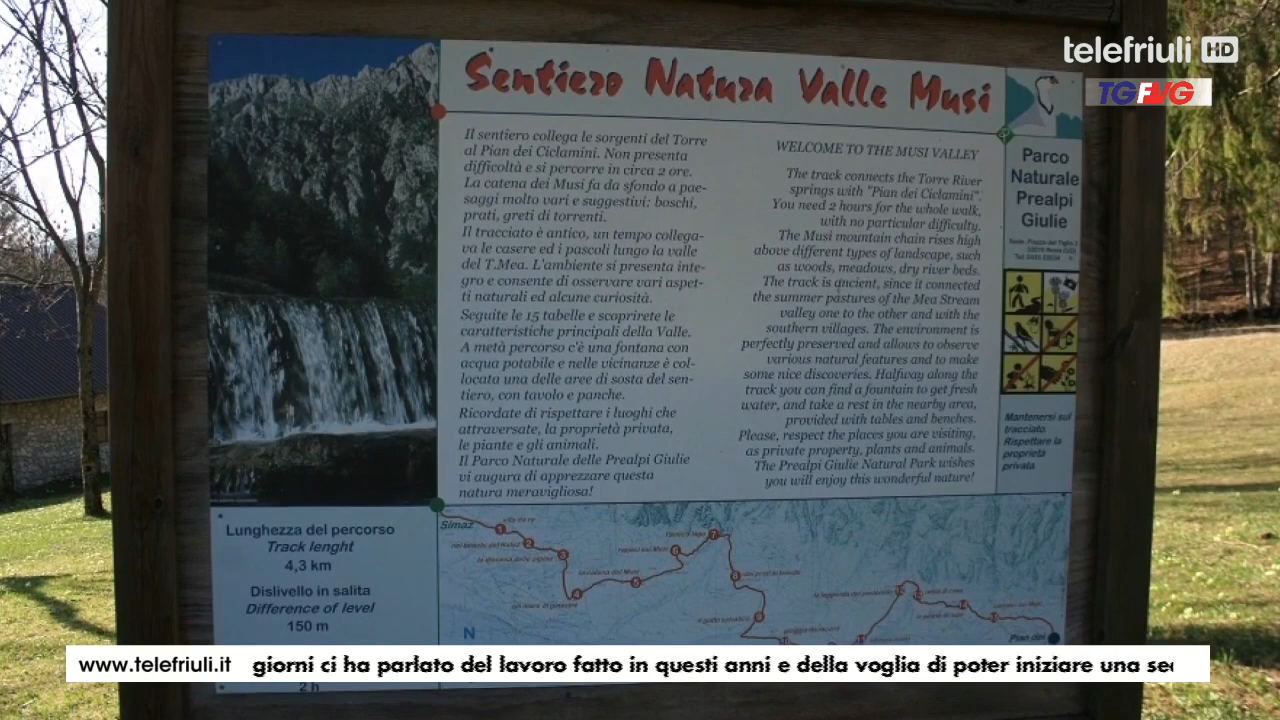 telefriuli HD
TGFVG
Sentiero Natura Valle Musi
Il sentiero collega le sorgenti del Torre
al Pian dei Ciclamini. Non presenta
difficoltà e si percorre in circa 2 ore.
La catena dei Musi fa da sfondo a pae-
saggi molto vari e suggestivi: boschi,
prati, greti di torrenti.
Il tracciato è antico, un tempo collega-
va le casere ed i pascoli lungo la valle
del T.Mea. L'ambiente si presenta inte-
gro e consente di osservare vari aspet-
ti naturali ed alcune curiosità.
Seguite le 15 tabelle e scoprirete le
caratteristiche principali della Valle.
A metà percorso c'è una fontana con
acqua potabile e nelle vicinanze è col-
locata una delle aree di sosta del sen-
tiero, con tavolo e panche.
Ricordate di rispettare i luoghi che
attraversate, la proprietà privata,
le piante e gli animali.
Il Parco Naturale delle Prealpi Giulie
vi augura di apprezzare questa
natura meravigliosa!
WELCOME TO THE MUSI VALLEY
The track connects the Torre River
springs with "Pian dei Ciclamini".
You need 2 hours for the whole walk,
with no particular difficulty.
The Musi mountain chain rises high
above different types of landscape, such
as woods, meadows, dry river beds.
The track is ancient, since it connected
the summer pastures of the Mea Stream
valley one to the other and with the
southern villages. The environment is
perfectly preserved and allows to observe
various natural features and to make
some nice discoveries. Halfway along the
track you can find a fountain to get fresh
water, and take a rest in the nearby area,
provided with tables and benches.
Please, respect the places you are visiting,
as private property, plants and animals.
The Prealpi Giulie Natural Park wishes
you will enjoy this wonderful nature!
Parco
Naturale
Prealpi
Giulie
Mantenersi sul
tracciato.
Rispettare la
proprietà
privata
Lunghezza del percorso
Track lenght
4,3 km
Dislivello in salita
Difference of level
150 m
2 h
Simaz
1
2
3
4
5
6
7
8
9
N
Pian dei
www.telefriuli.it giorni ci ha parlato del lavoro fatto in questi anni e della voglia di poter iniziare una se